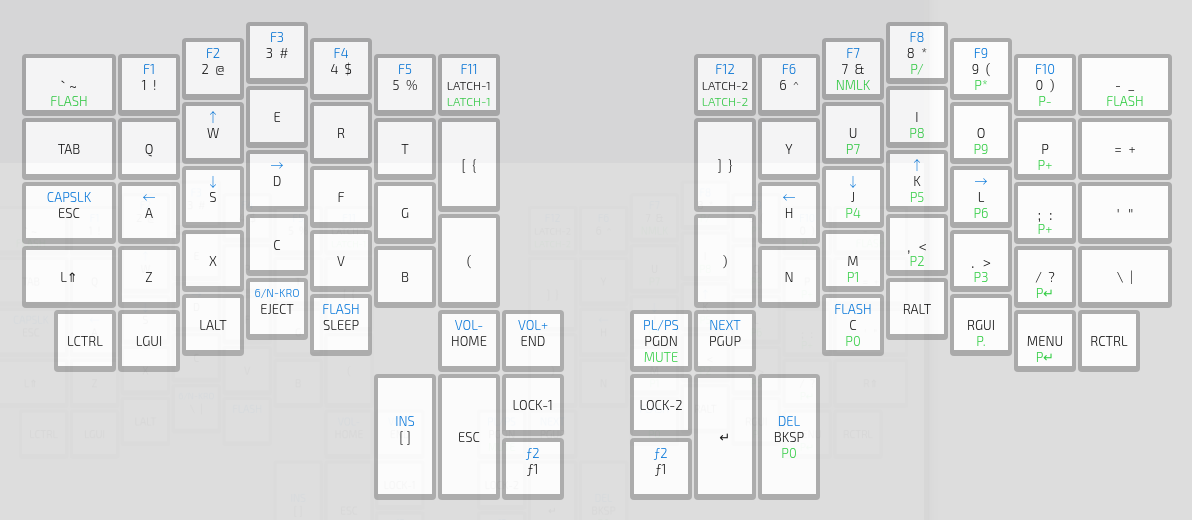 ` ~
FLASH
F1
1 !
F2
2 @
F3
3 #
F4
4 $
F5
5 %
F11
LATCH-1
LATCH-1
TAB
Q
↑
W
E
R
T
[ {
CAPSLK
ESC
←
A
↓
S
→
D
F
G
(
L⇑
Z
X
C
V
B
LCTRL
LGUI
LALT
6/N-KRO
EJECT
FLASH
SLEEP
VOL-
HOME
VOL+
END
INS
[ ]
ESC
LOCK-1
ƒ2
ƒ1
F12
LATCH-2
LATCH-2
F6
6 ^
F7
7 &
NMLK
F8
8 *
P/
F9
9 (
P*
F10
0 )
P-
- _
FLASH
] }
Y
U
P7
I
P8
O
P9
P
P+
= +
)
←
H
↓
J
P4
↑
K
P5
→
L
P6
; :
P+
' "
N
M
P1
, <
P2
. >
P3
/ ?
P↵
\ |
PL/PS
PGDN
MUTE
NEXT
PGUP
FLASH
C
P0
RALT
RGUI
P.
MENU
P↵
RCTRL
LOCK-2
ƒ2
ƒ1
↵
DEL
BKSP
P0